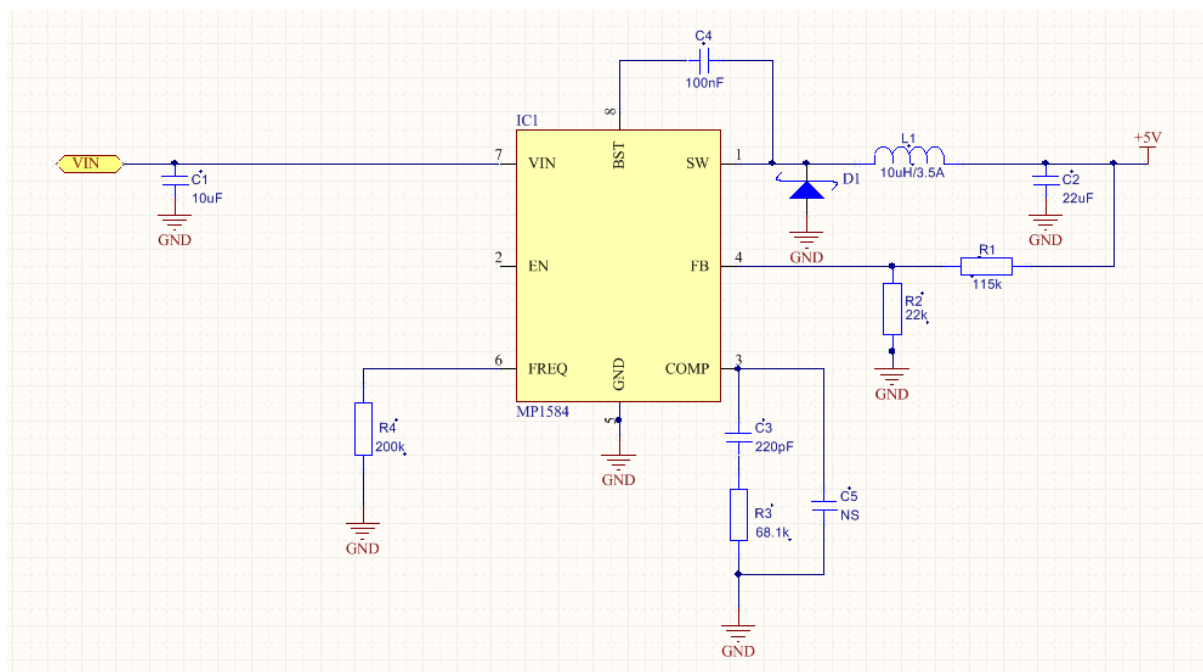 C4
100nF
8
IC1
BST
VIN
7
VIN
SW
1
L1
10uH/3.5A
+5V
C1
10uF
GND
D1
GND
C2
22uF
GND
2
EN
FB
4
R1
115k
R2
22k
GND
6
FREQ
GND
COMP
3
MP1584
5
GND
R4
200k
GND
C3
220pF
R3
68.1k
C5
NS
GND